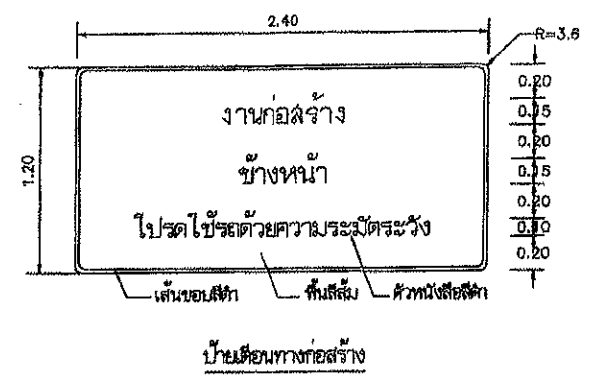 2.40
R=3.6
1.20
0.20
0.15
0.20
0.15
0.20
0.10
0.20
งานก่อสร้าง
ข้างหน้า
โปรดใช้รถด้วยความระมัดระวัง
เส้นขอบสีดำ
พื้นสีส้ม
ตัวหนังสือสีดำ
ป้ายเตือนทางก่อสร้าง